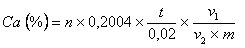 Ca (%) = n × 0,2004 × t / 0,02 × v₁ / v₂ × m